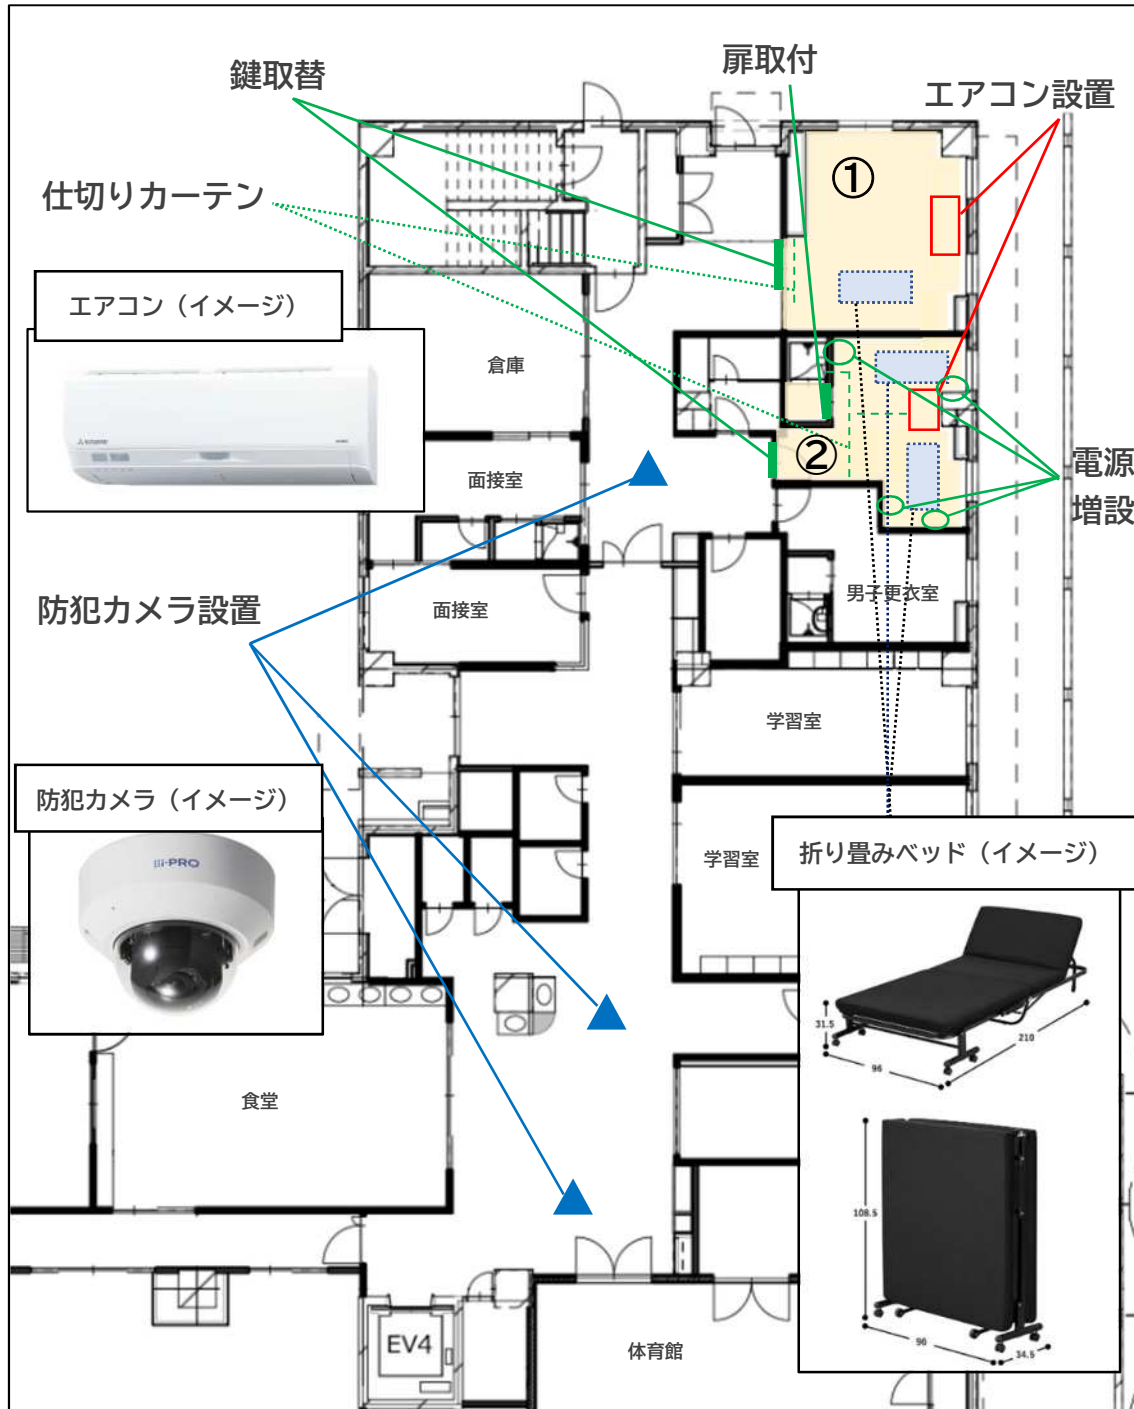 鍵取替
扉取付
エアコン設置
①
仕切りカーテン
エアコン（イメージ）
倉庫
面接室
②
電源
増設
防犯カメラ設置
面接室
男子更衣室
学習室
防犯カメラ（イメージ）
i-PRO
学習室
折り畳みベッド（イメージ）
31.5
96
210
食堂
108.5
90
34.5
EV4
体育館